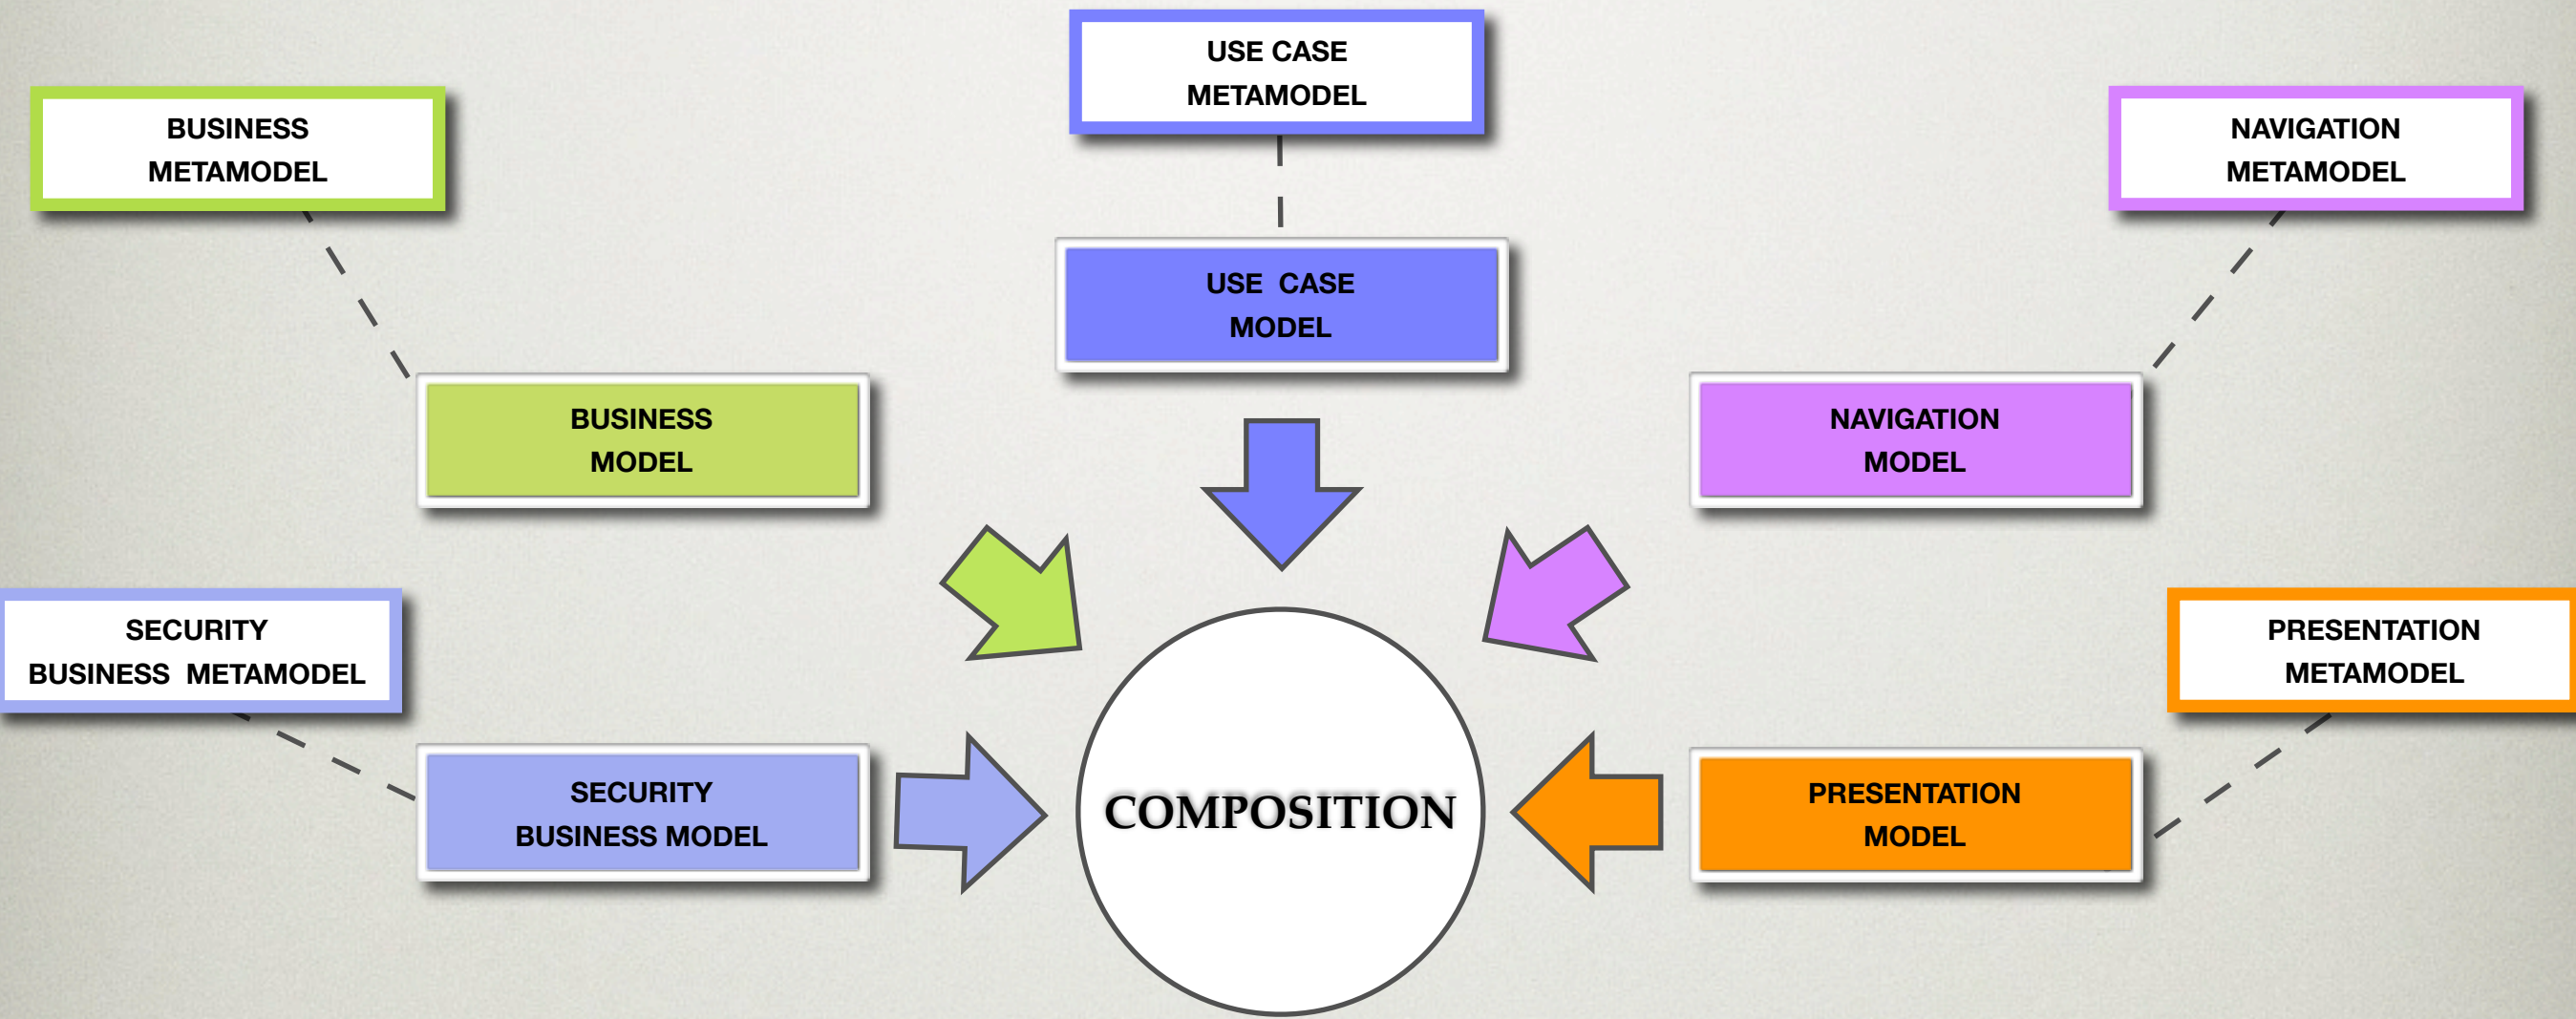 USE CASE
METAMODEL
BUSINESS
METAMODEL
NAVIGATION
METAMODEL
USE  CASE
MODEL
BUSINESS
MODEL
NAVIGATION
MODEL
SECURITY
BUSINESS  METAMODEL
PRESENTATION
METAMODEL
SECURITY
BUSINESS MODEL
COMPOSITION
PRESENTATION
MODEL